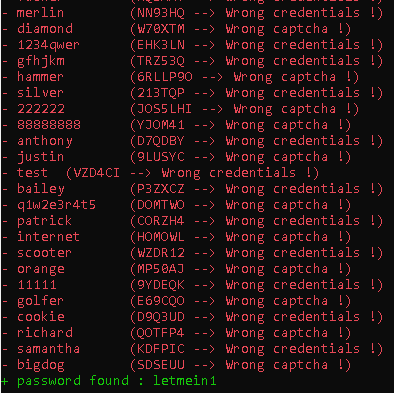 - merlin (NN93HQ --> Wrong credentials !)
- diamond (W70XTM --> Wrong captcha !)
- 1234qwer (EHK3LN --> Wrong credentials !)
- gfhjkm (TRZ53Q --> Wrong captcha !)
- hammer (6RLLP9O --> Wrong captcha !)
- silver (213TQP --> Wrong captcha !)
- 222222 (JOS5LHI --> Wrong captcha !)
- 88888888 (YJOM41 --> Wrong captcha !)
- anthony (D7QDBY --> Wrong captcha !)
- justin (9LUSYC --> Wrong captcha !)
- test (VZD4CI --> Wrong credentials !)
- bailey (P3ZXCZ --> Wrong credentials !)
- q1w2e3r4t5 (DOMTWO --> Wrong captcha !)
- patrick (CORZH4 --> Wrong credentials !)
- internet (HOMOWL --> Wrong credentials !)
- scooter (WZDR12 --> Wrong credentials !)
- orange (MP50AJ --> Wrong credentials !)
- 11111 (9YDEQK --> Wrong credentials !)
- golfer (E69CQO --> Wrong credentials !)
- cookie (D9Q3UD --> Wrong credentials !)
- richard (QOTFP4 --> Wrong credentials !)
- samantha (KDFPIC --> Wrong credentials !)
- bigdog (SDSEUU --> Wrong captcha !)
+ password found : letmein1